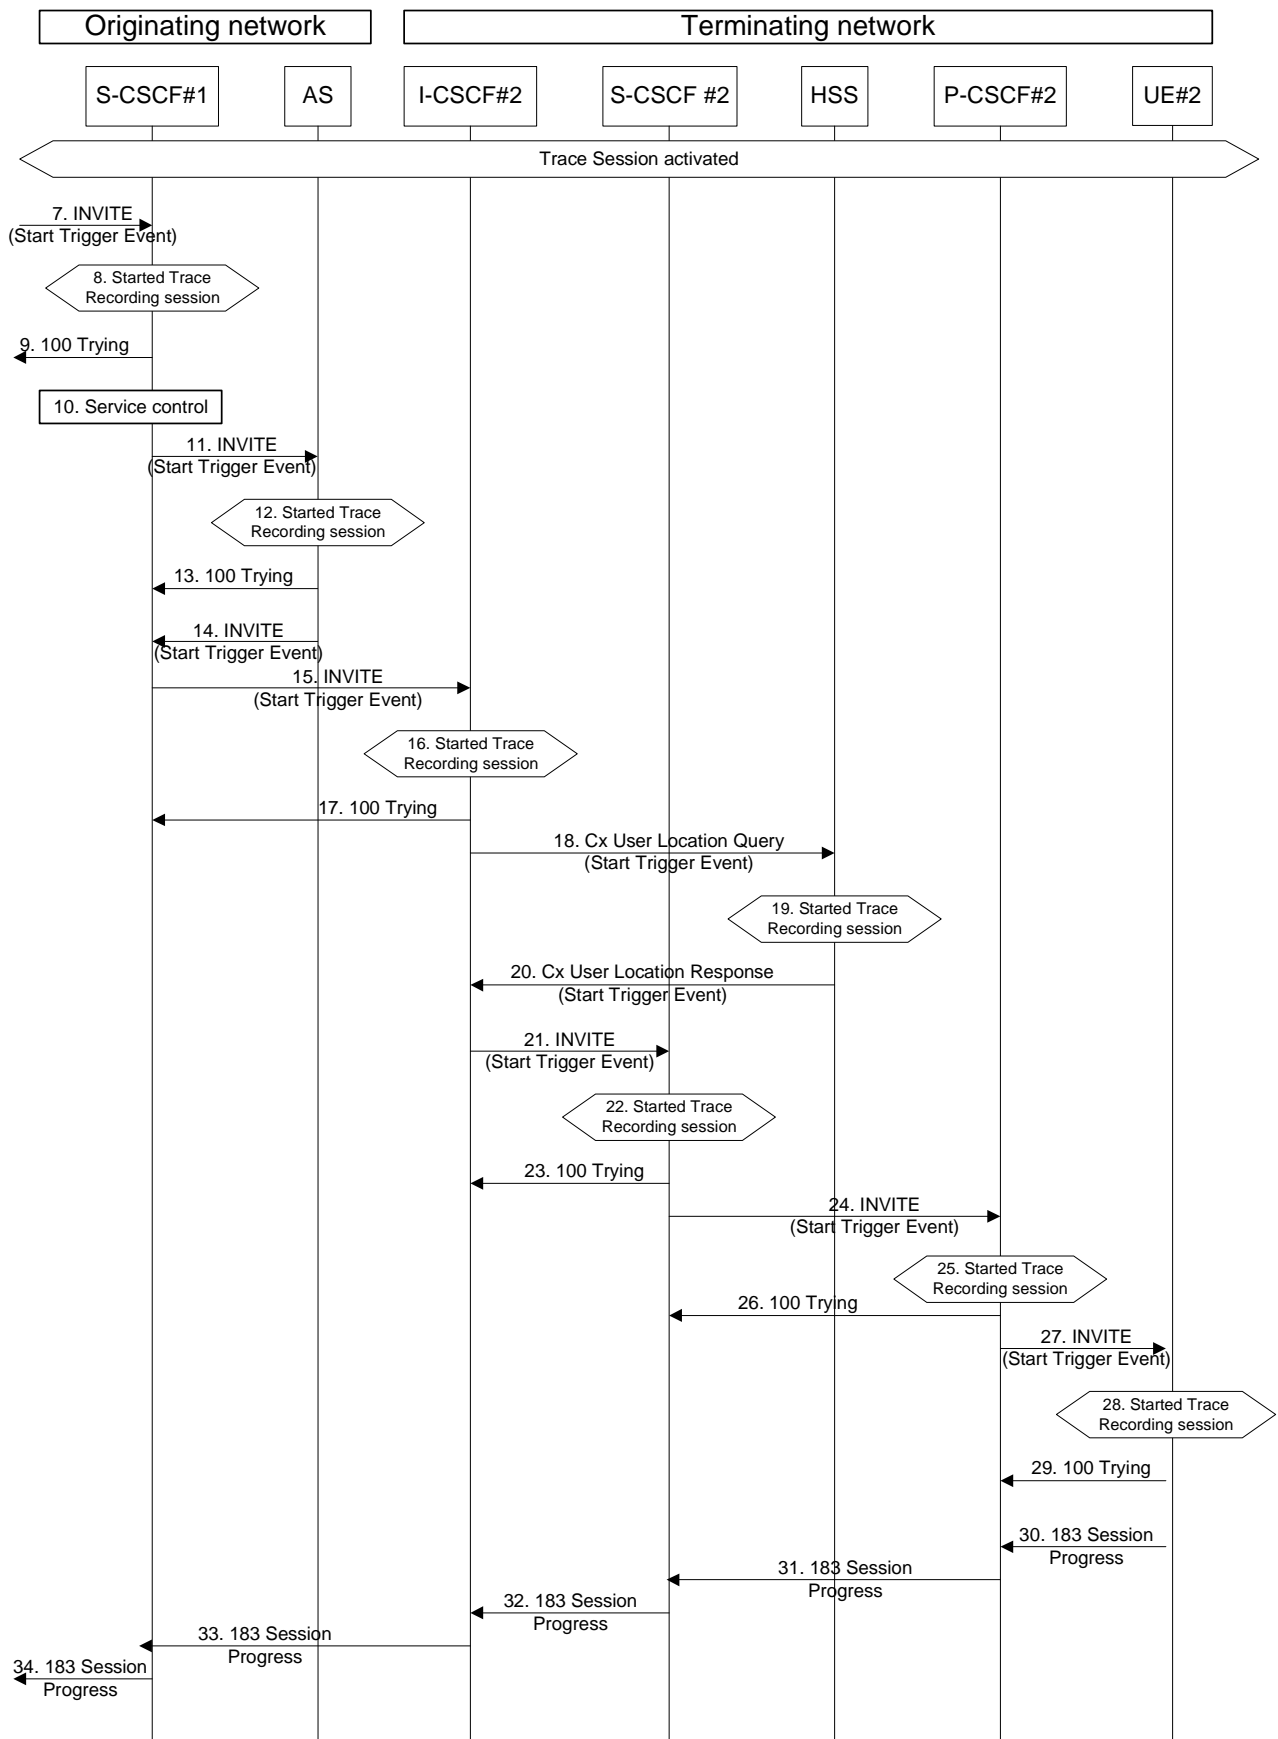 Originating network
Terminating network
S-CSCF#1
AS
I-CSCF#2
S-CSCF #2
HSS
P-CSCF#2
UE#2
Trace Session activated
7. INVITE
(Start Trigger Event)
8. Started Trace
Recording session
9. 100 Trying
10. Service control
11. INVITE
(Start Trigger Event)
12. Started Trace
Recording session
13. 100 Trying
14. INVITE
(Start Trigger Event)
15. INVITE
(Start Trigger Event)
16. Started Trace
Recording session
17. 100 Trying
18. Cx User Location Query
(Start Trigger Event)
19. Started Trace
Recording session
20. Cx User Location Response
(Start Trigger Event)
21. INVITE
(Start Trigger Event)
22. Started Trace
Recording session
23. 100 Trying
24. INVITE
(Start Trigger Event)
25. Started Trace
Recording session
26. 100 Trying
27. INVITE
(Start Trigger Event)
28. Started Trace
Recording session
29. 100 Trying
30. 183 Session
Progress
31. 183 Session
Progress
32. 183 Session
Progress
33. 183 Session
Progress
34. 183 Session
Progress